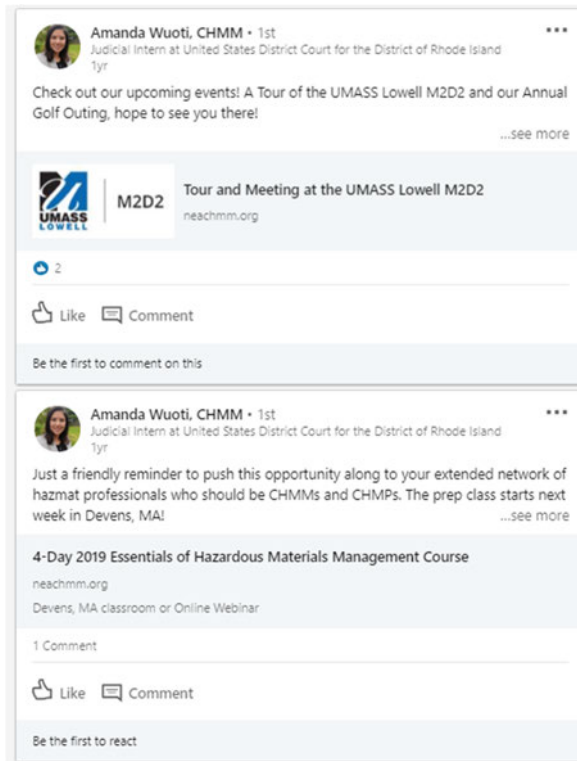 Amanda Wuoti, CHMM • 1st
Judicial Intern at United States District Court for the District of Rhode Island
1yr
Check out our upcoming events! A Tour of the UMASS Lowell M2D2 and our Annual
Golf Outing, hope to see you there!
...see more
UMASS
LOWELL
M2D2
Tour and Meeting at the UMASS Lowell M2D2
neachmm.org
2
Like Comment
Be the first to comment on this
Amanda Wuoti, CHMM • 1st
Judicial Intern at United States District Court for the District of Rhode Island
1yr
Just a friendly reminder to push this opportunity along to your extended network of
hazmat professionals who should be CHMMs and CHMPs. The prep class starts next
week in Devens, MA! ...see more
4-Day 2019 Essentials of Hazardous Materials Management Course
neachmm.org
Devens, MA classroom or Online Webinar
1 Comment
Like Comment
Be the first to react